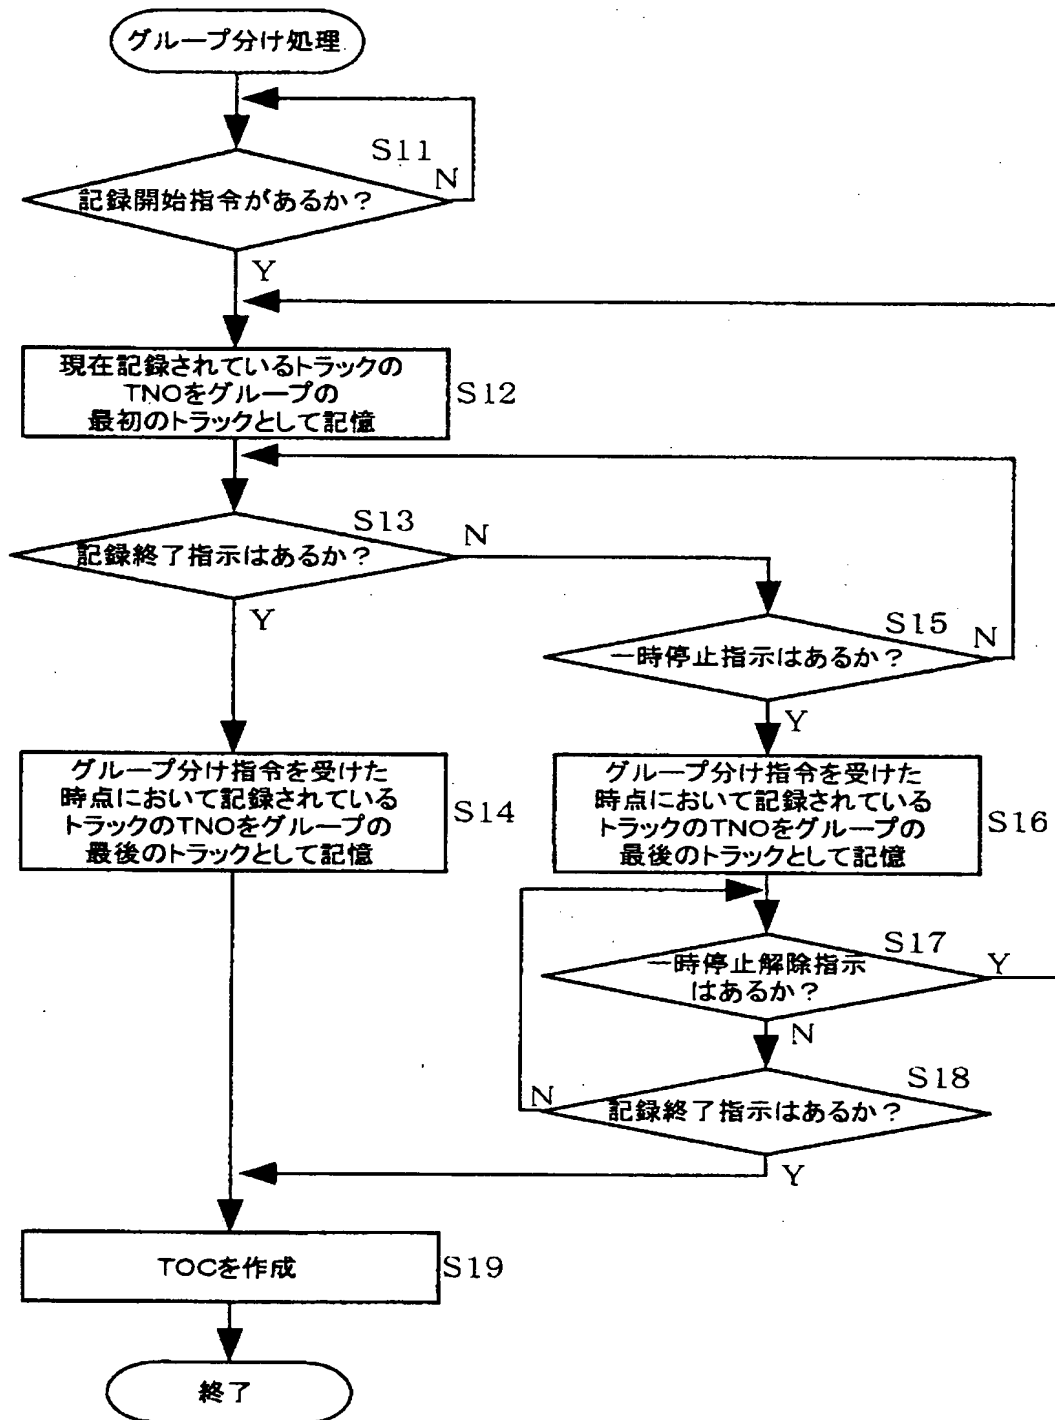 グループ分け処理
S11
N
記録開始指令があるか?
Y
現在記録されているトラックの
TNOをグループの
最初のトラックとして記憶
S12
S13
N
記録終了指示はあるか?
Y
S15
N
一時停止指示はあるか?
Y
グループ分け指令を受けた
時点において記録されている
トラックのTNOをグループの
最後のトラックとして記憶
S14
グループ分け指令を受けた
時点において記録されている
トラックのTNOをグループの
最後のトラックとして記憶
S16
S17
一時停止解除指示
はあるか?
Y
N
S18
N
記録終了指示はあるか?
Y
TOCを作成
S19
終了